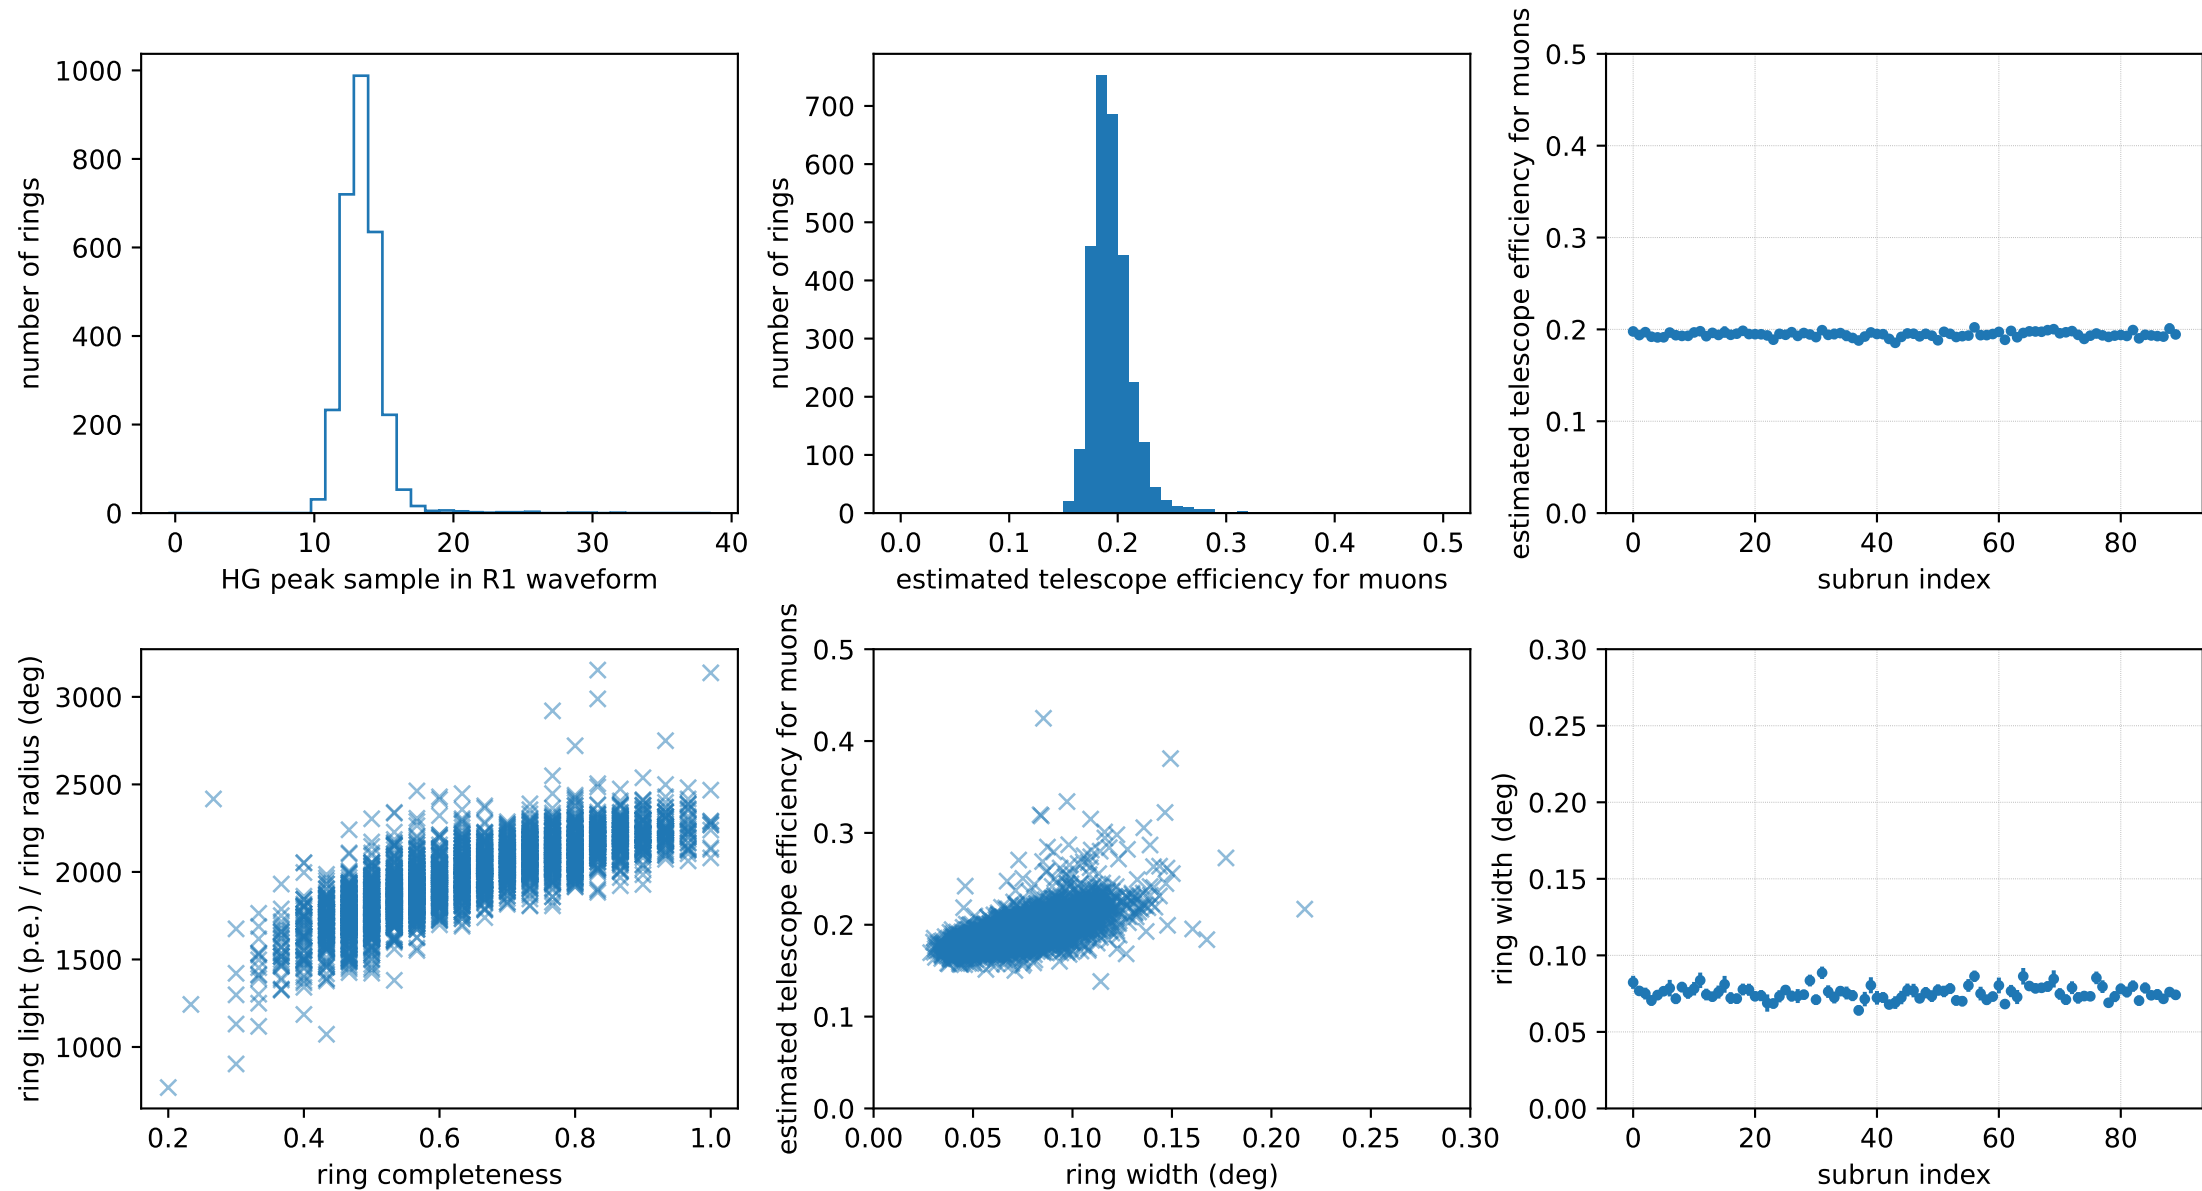 number of rings
1000
800
600
400
200
0
0 10 20 30 40
HG peak sample in R1 waveform
number of rings
700
600
500
400
300
200
100
0
0.0 0.1 0.2 0.3 0.4 0.5
estimated telescope efficiency for muons
estimated telescope efficiency for muons
0.5
0.4
0.3
0.2
0.1
0.0
0 20 40 60 80
subrun index
ring light (p.e.) / ring radius (deg)
3000
2500
2000
1500
1000
0.2 0.4 0.6 0.8 1.0
ring completeness
estimated telescope efficiency for muons
0.5
0.4
0.3
0.2
0.1
0.0
0.00 0.05 0.10 0.15 0.20 0.25 0.30
ring width (deg)
ring width (deg)
0.30
0.25
0.20
0.15
0.10
0.05
0.00
0 20 40 60 80
subrun index